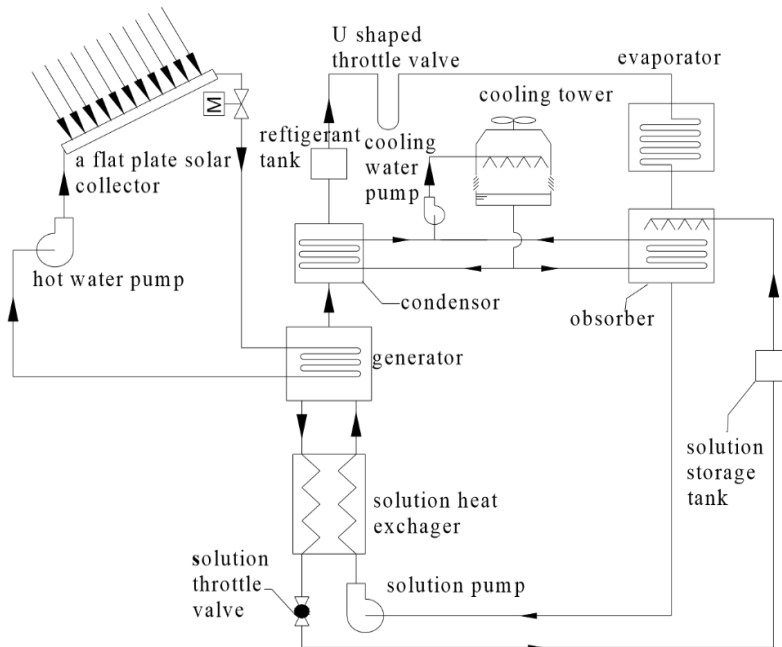 U shaped
throttle valve
evaporator
cooling tower
M
reftigerant
tank
cooling
water
pump
a flat plate solar
collector
hot water pump
condensor
obsorber
generator
solution
storage
tank
solution heat
exchager
solution
throttle
valve
solution pump